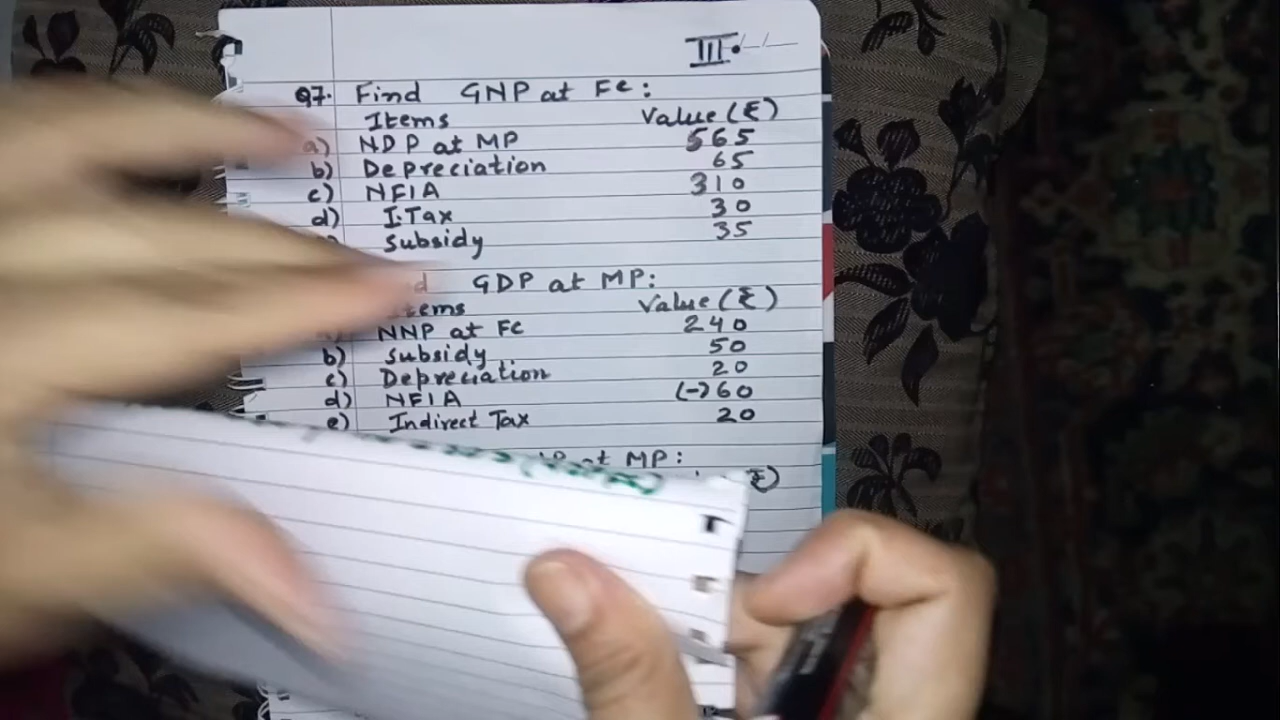 III.
Q7. Find GNP at Fc:
Items Value (₹)
a) NDP at MP 565
b) Depreciation 65
c) NFIA 310
d) I.Tax 30
Subsidy 35
GDP at MP:
Items Value (₹)
NNP at FC 240
b) Subsidy 50
c) Depreciation 20
d) NFIA (-) 60
e) Indirect Tax 20
at MP: